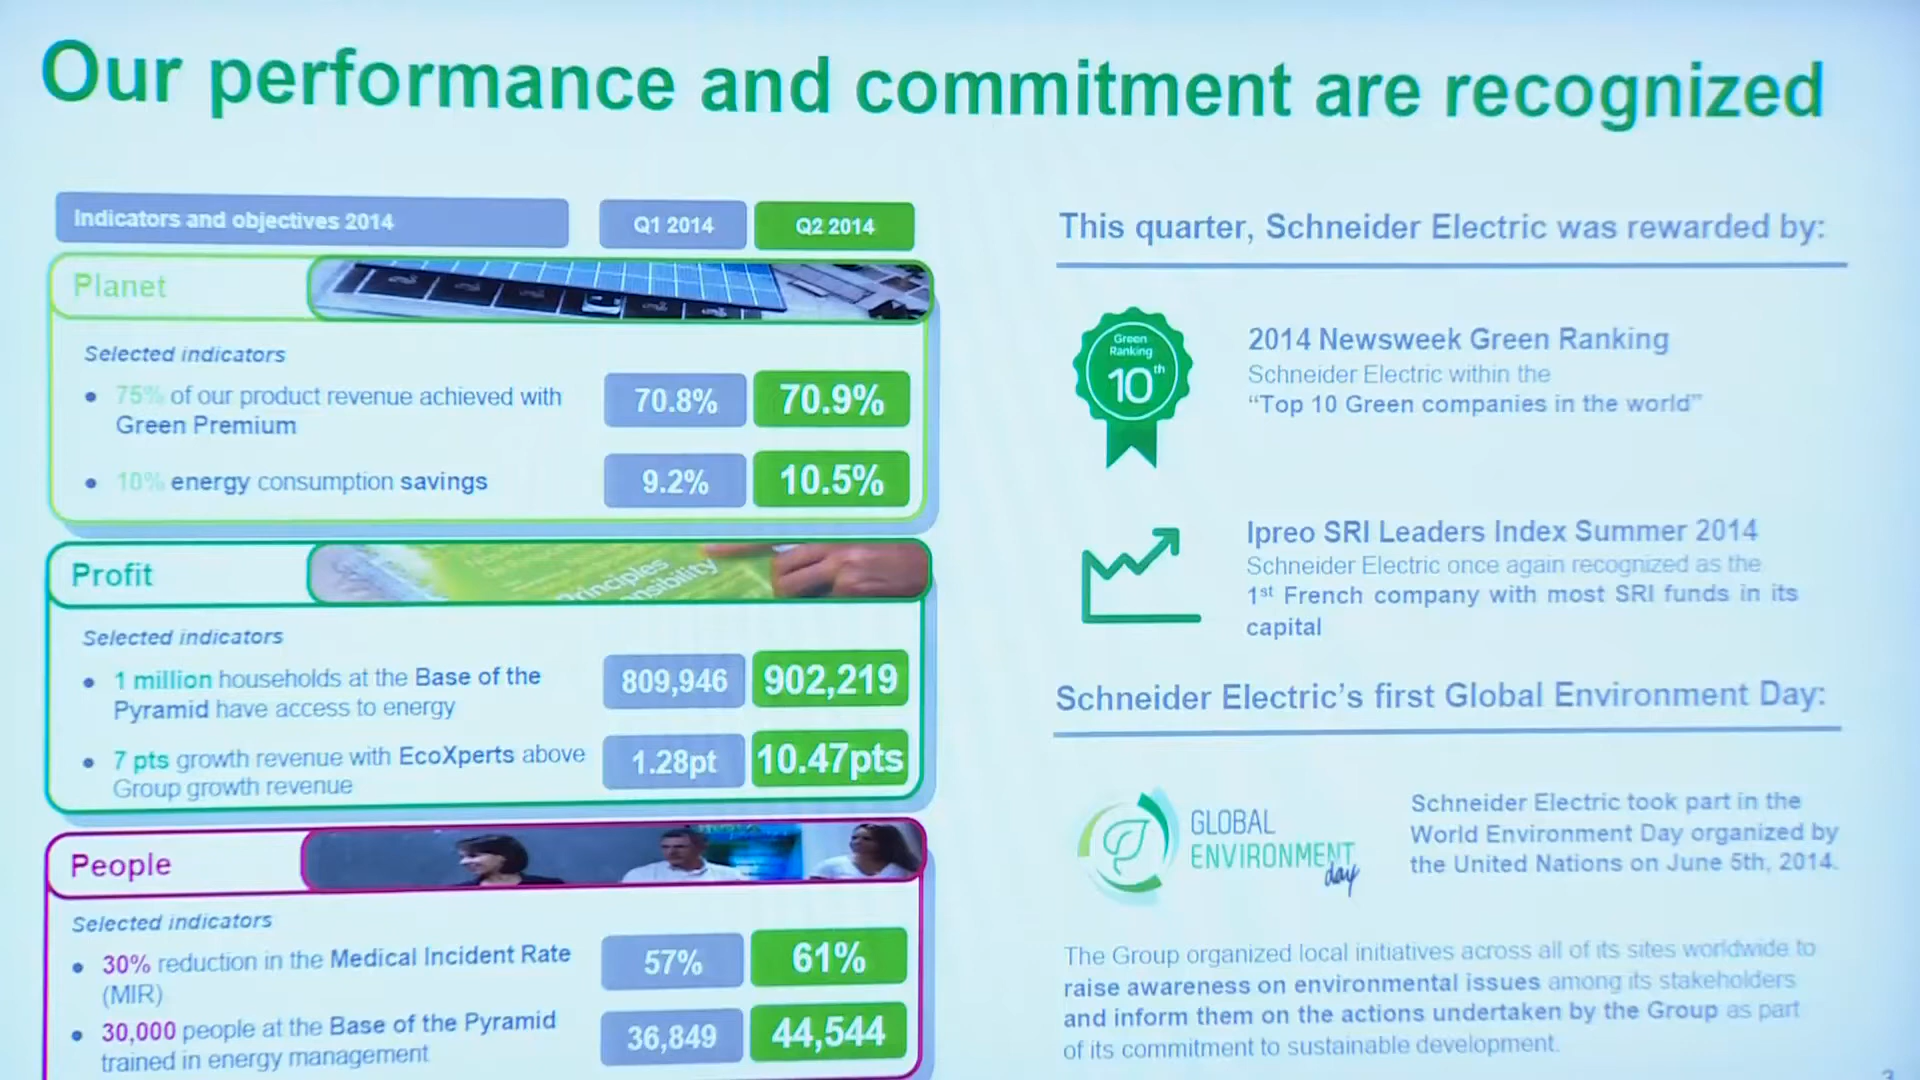 Our performance and commitment are recognized
Indicators and objectives 2014
Q1 2014
Q2 2014
Planet
Selected indicators
• 75% of our product revenue achieved with
Green Premium
70.8%
70.9%
• 10% energy consumption savings
9.2%
10.5%
Profit
Principles
nsibility
Selected indicators
• 1 million households at the Base of the
Pyramid have access to energy
809,946
902,219
• 7 pts growth revenue with EcoXperts above
Group growth revenue
1.28pt
10.47pts
People
Selected indicators
• 30% reduction in the Medical Incident Rate
(MIR)
57%
61%
• 30,000 people at the Base of the Pyramid
trained in energy management
36,849
44,544
This quarter, Schneider Electric was rewarded by:
Green
Ranking
10th
2014 Newsweek Green Ranking
Schneider Electric within the
“Top 10 Green companies in the world”
Ipreo SRI Leaders Index Summer 2014
Schneider Electric once again recognized as the
1st French company with most SRI funds in its
capital
Schneider Electric’s first Global Environment Day:
GLOBAL
ENVIRONMENT
day
Schneider Electric took part in the
World Environment Day organized by
the United Nations on June 5th, 2014.
The Group organized local initiatives across all of its sites worldwide to
raise awareness on environmental issues among its stakeholders
and inform them on the actions undertaken by the Group as part
of its commitment to sustainable development.
3